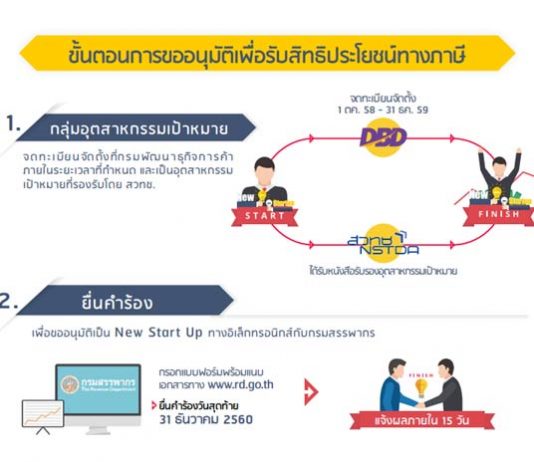 ขั้นตอนการขออนุมัติเพื่อรับสิทธิประโยชน์ทางภาษี
1.
กลุ่มอุตสาหกรรมเป้าหมาย
จดทะเบียนจัดตั้งที่กรมพัฒนาธุรกิจการค้า
ภายในระยะเวลาที่กำหนด และเป็นอุตสาหกรรม
เป้าหมายที่รองรับโดย สวทช.
จดทะเบียนจัดตั้ง
1 ตค. 58 - 31 ธค. 59
DBD
New Startup
START
New Startup
FINISH
สวทช
NSTDA
ได้รับหนังสือรับรองอุตสาหกรรมเป้าหมาย
2.
ยื่นคำร้อง
เพื่อขออนุมัติเป็น New Start Up ทางอิเล็กทรอนิกส์กับกรมสรรพากร
กรมสรรพากร
The Revenue Department
กรอกแบบฟอร์มพร้อมแนบ
เอกสารทาง www.rd.go.th
ยื่นคำร้องวันสุดท้าย
31 ธันวาคม 2560
FINISH
แจ้งผลภายใน 15 วัน